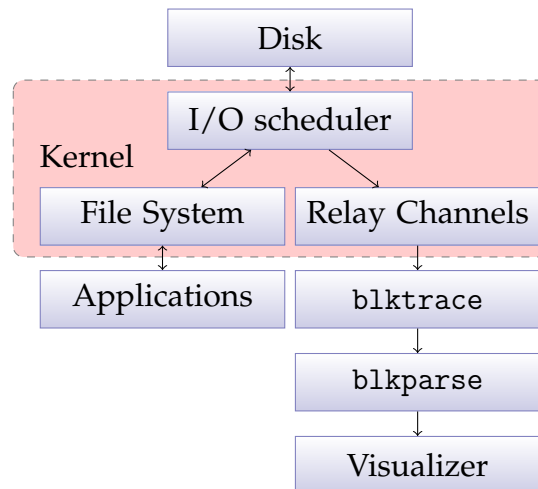 Disk
I/O scheduler
Kernel
File System
Relay Channels
Applications
blktrace
blkparse
Visualizer